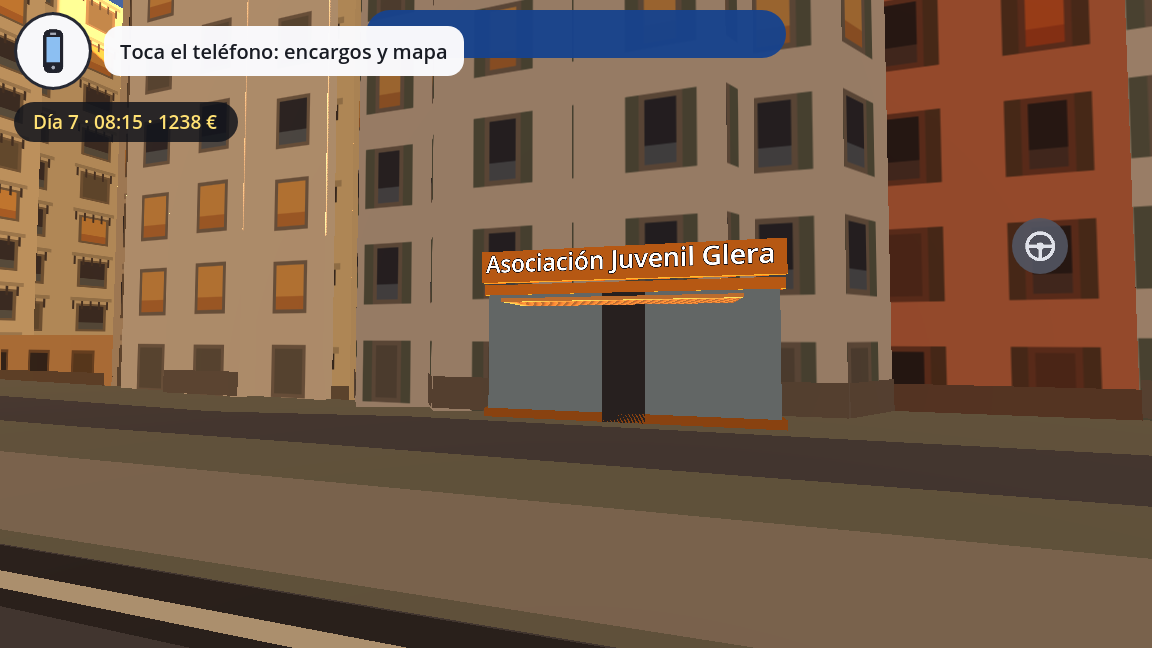 Toca el teléfono: encargos y mapa
Día 7 · 08:15 · 1238 €
Asociación Juvenil Glera